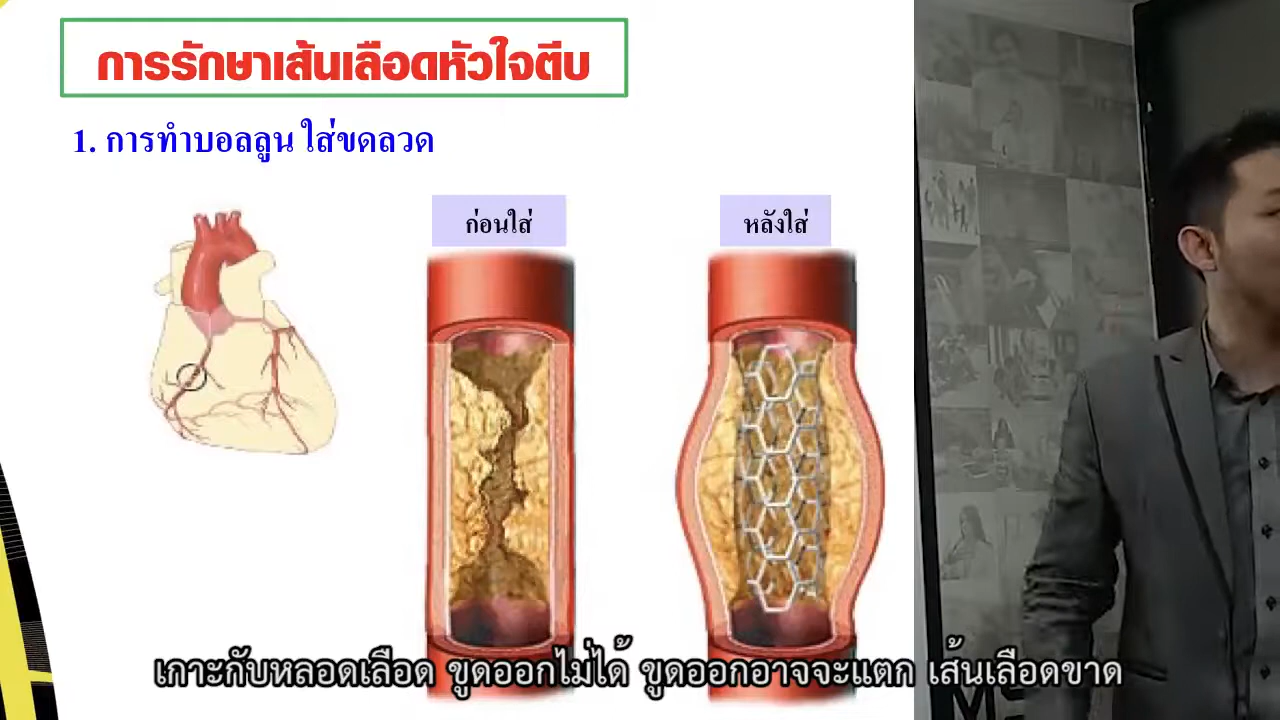 การรักษาเส้นเลือดหัวใจตีบ
1. การทำบอลลูน ใส่ขดลวด
ก่อนใส่
หลังใส่
เกาะกับหลอดเลือด ขูดออกไม่ได้ ขูดออกอาจจะแตก เส้นเลือดขาด